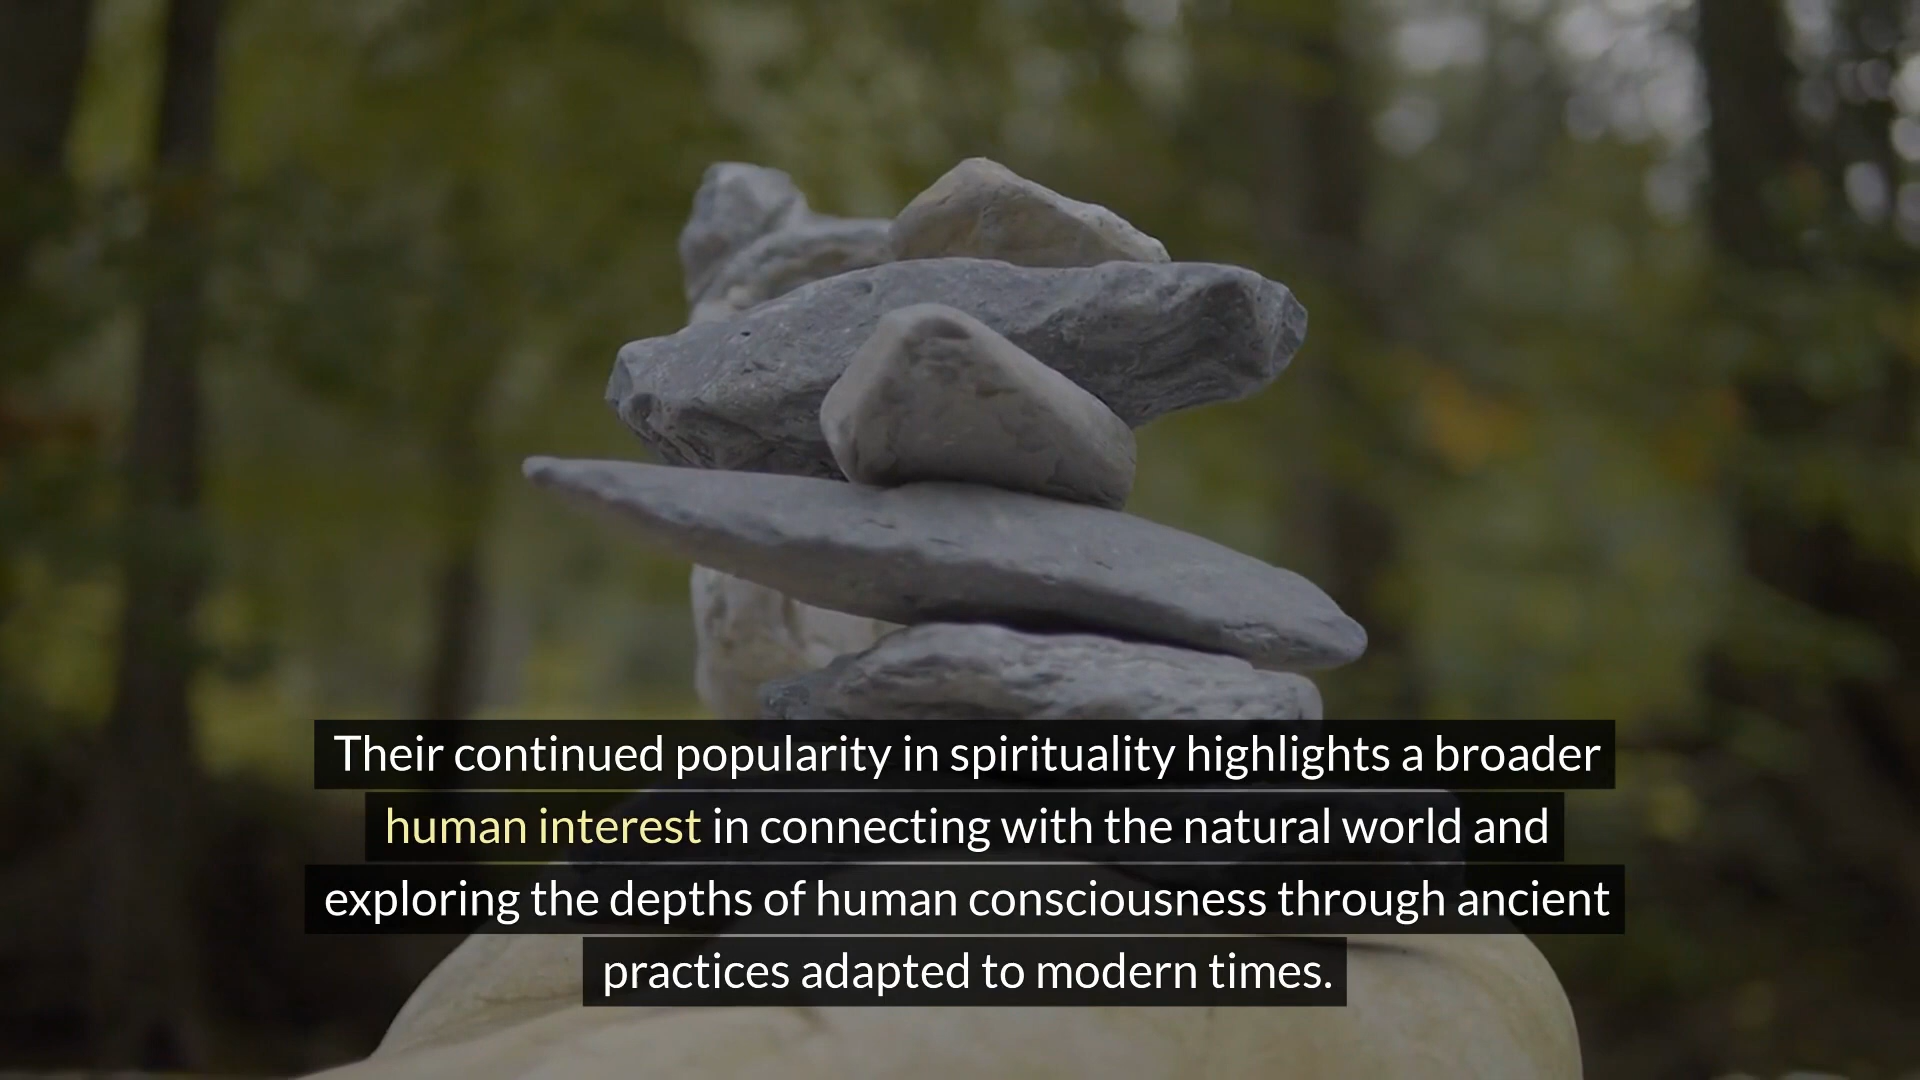 Their continued popularity in spirituality highlights a broader
human interest in connecting with the natural world and
exploring the depths of human consciousness through ancient
practices adapted to modern times.